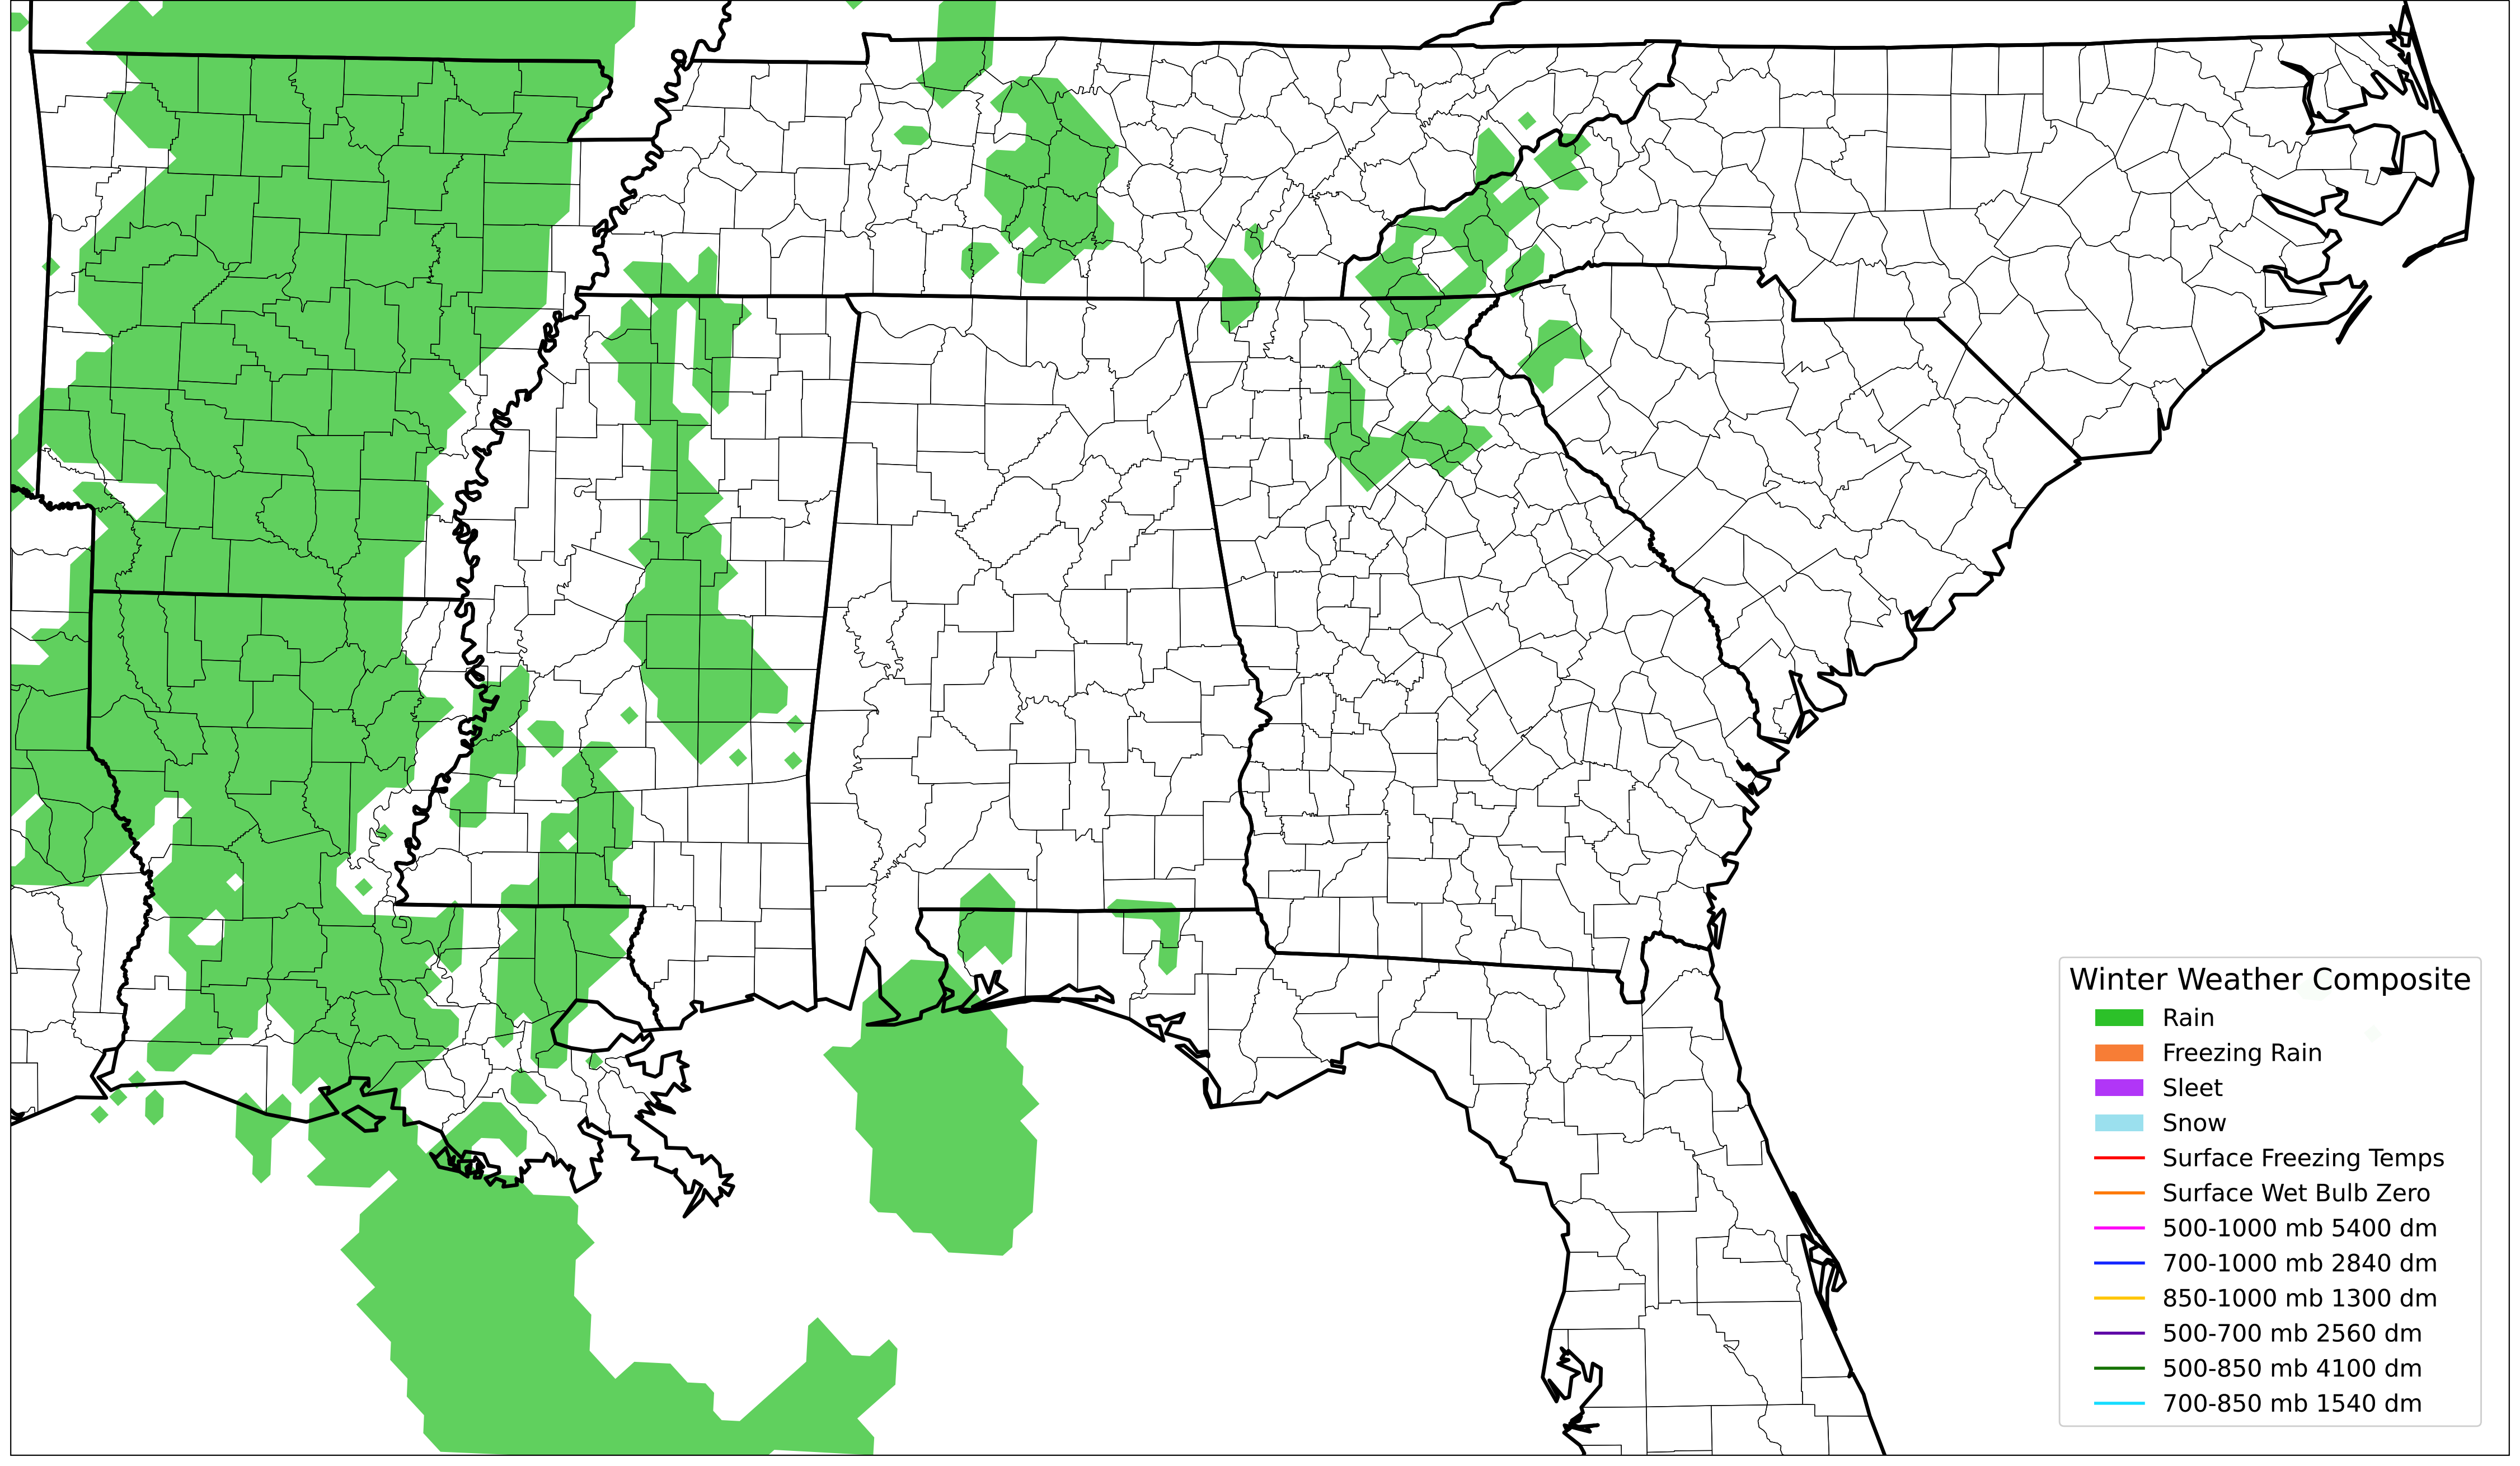 Winter Weather Composite
Rain
Freezing Rain
Sleet
Snow
Surface Freezing Temps
Surface Wet Bulb Zero
500-1000 mb 5400 dm
700-1000 mb 2840 dm
850-1000 mb 1300 dm
500-700 mb 2560 dm
500-850 mb 4100 dm
700-850 mb 1540 dm